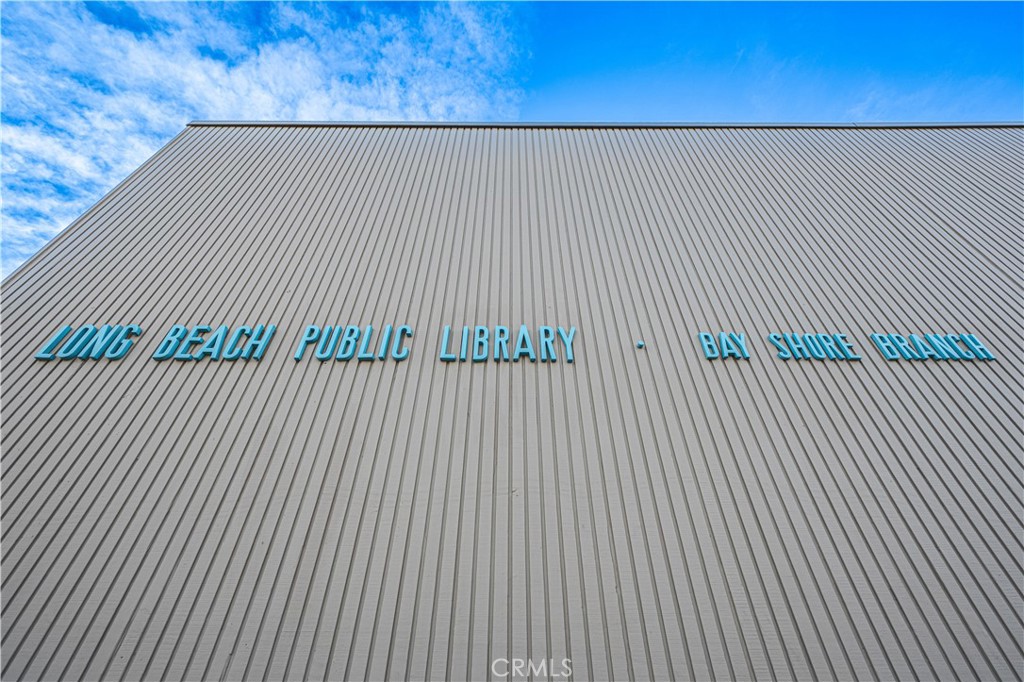 LONG BEACH PUBLIC LIBRARY · BAY SHORE BRANCH
CRMLS